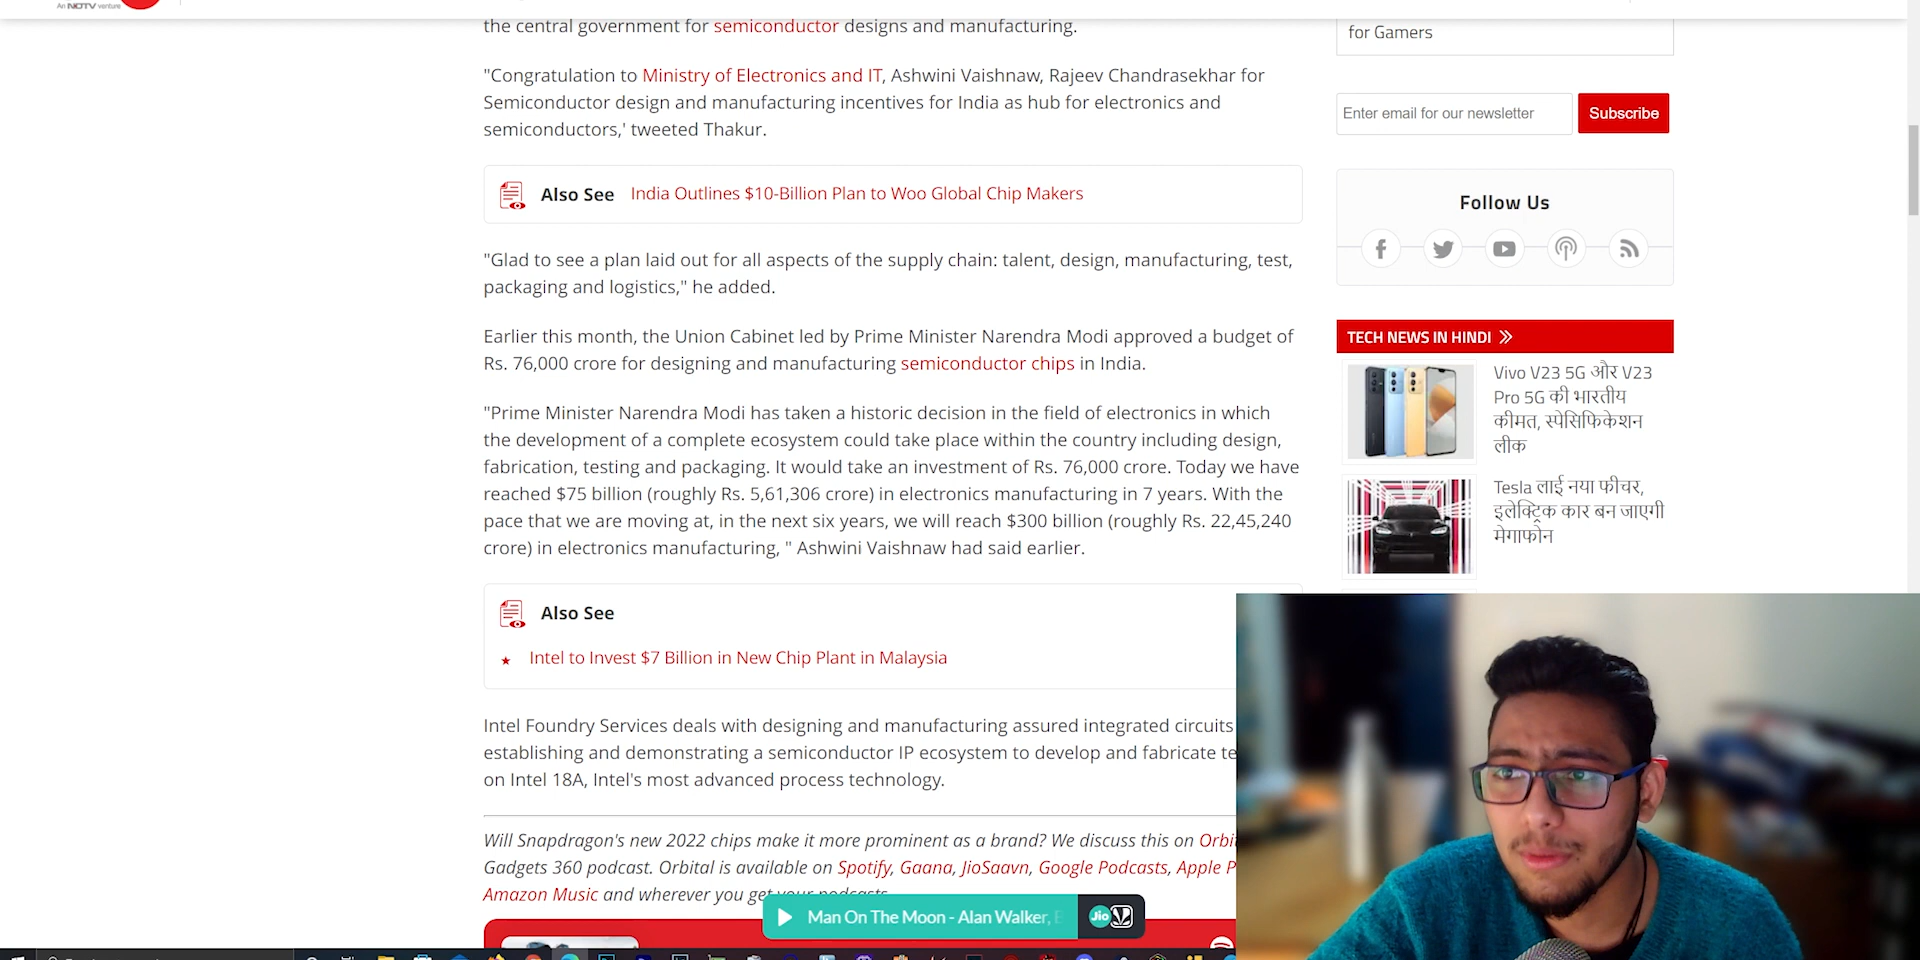 An NDTV venture
the central government for semiconductor designs and manufacturing.
"Congratulation to Ministry of Electronics and IT, Ashwini Vaishnaw, Rajeev Chandrasekhar for
Semiconductor design and manufacturing incentives for India as hub for electronics and
semiconductors,' tweeted Thakur.
Also See India Outlines $10-Billion Plan to Woo Global Chip Makers
"Glad to see a plan laid out for all aspects of the supply chain: talent, design, manufacturing, test,
packaging and logistics," he added.
Earlier this month, the Union Cabinet led by Prime Minister Narendra Modi approved a budget of
Rs. 76,000 crore for designing and manufacturing semiconductor chips in India.
"Prime Minister Narendra Modi has taken a historic decision in the field of electronics in which
the development of a complete ecosystem could take place within the country including design,
fabrication, testing and packaging. It would take an investment of Rs. 76,000 crore. Today we have
reached $75 billion (roughly Rs. 5,61,306 crore) in electronics manufacturing in 7 years. With the
pace that we are moving at, in the next six years, we will reach $300 billion (roughly Rs. 22,45,240
crore) in electronics manufacturing, " Ashwini Vaishnaw had said earlier.
Also See
Intel to Invest $7 Billion in New Chip Plant in Malaysia
Intel Foundry Services deals with designing and manufacturing assured integrated circuits
establishing and demonstrating a semiconductor IP ecosystem to develop and fabricate te
on Intel 18A, Intel's most advanced process technology.
Will Snapdragon's new 2022 chips make it more prominent as a brand? We discuss this on Orbi
Gadgets 360 podcast. Orbital is available on Spotify, Gaana, JioSaavn, Google Podcasts, Apple P
Amazon Music and wherever you get your podcasts
Man On The Moon - Alan Walker,
Jio
for Gamers
Enter email for our newsletter Subscribe
Follow Us
TECH NEWS IN HINDI
Vivo V23 5G और V23
Pro 5G की भारतीय
कीमत, स्पेसिफिकेशन
लीक
Tesla लाई नया फीचर,
इलेक्ट्रिक कार बन जाएगी
मेगाफोन